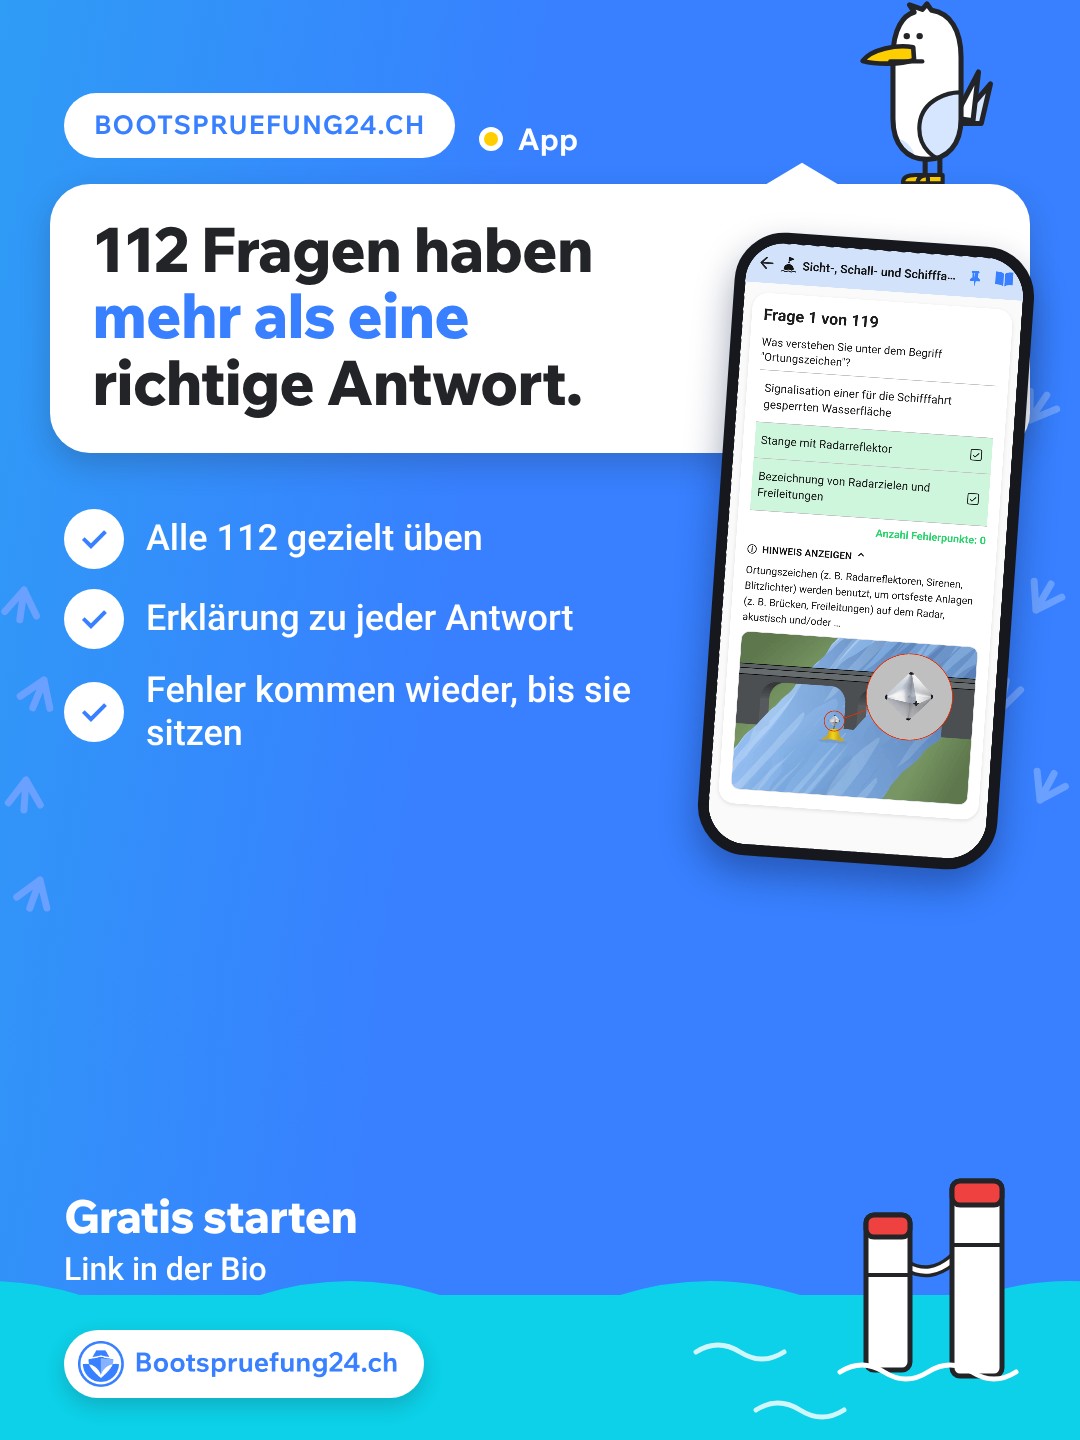 BOOTSPRUEFUNG24.CH
App
112 Fragen haben
mehr als eine
richtige Antwort.
Alle 112 gezielt üben
Erklärung zu jeder Antwort
Fehler kommen wieder, bis sie
sitzen
Sicht-, Schall- und Schifffa...
Frage 1 von 119
Was verstehen Sie unter dem Begriff
"Ortungszeichen"?
Signalisation einer für die Schifffahrt
gesperrten Wasserfläche
Stange mit Radarreflektor
Bezeichnung von Radarzielen und
Freileitungen
Anzahl Fehlerpunkte: 0
HINWEIS ANZEIGEN
Ortungszeichen (z. B. Radarreflektoren, Sirenen,
Blitzlichter) werden benutzt, um ortsfeste Anlagen
(z. B. Brücken, Freileitungen) auf dem Radar,
akustisch und/oder ...
Gratis starten
Link in der Bio
Bootspruefung24.ch